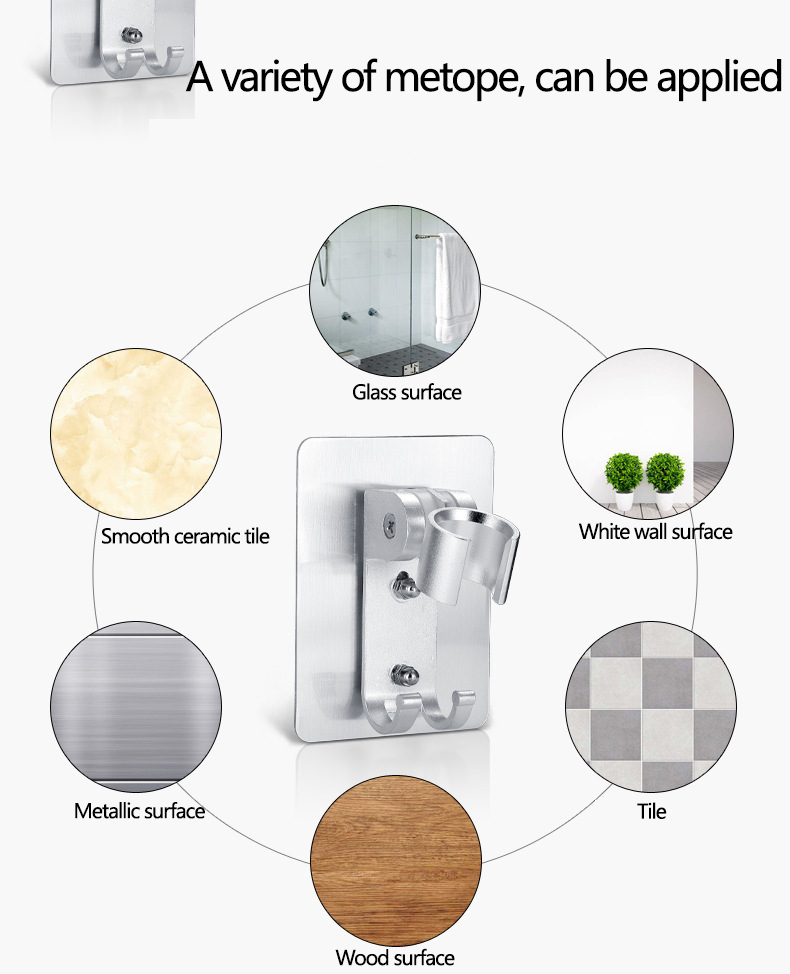 A variety of metope, can be applied
Glass surface
Smooth ceramic tile
White wall surface
Metallic surface
Tile
Wood surface